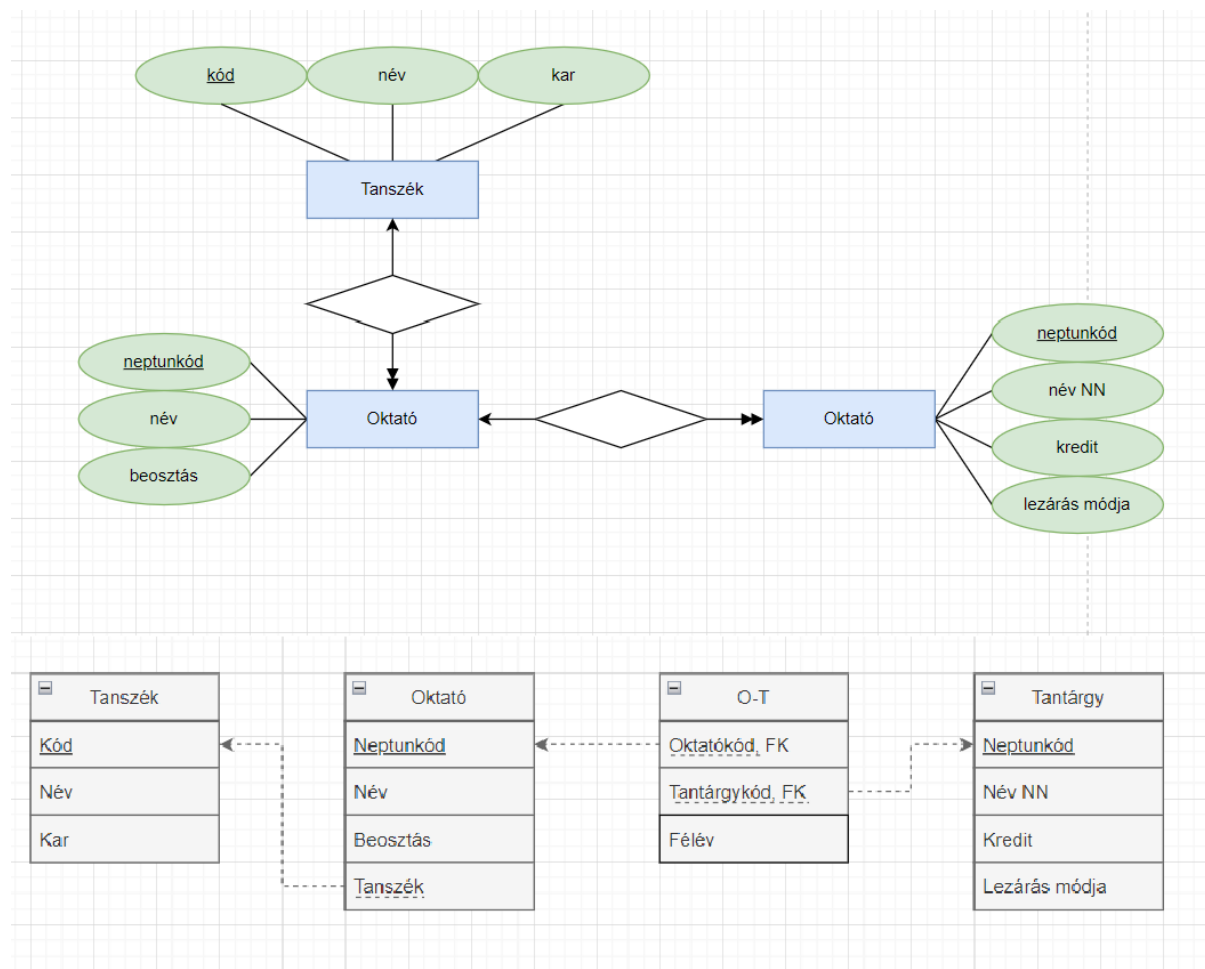 kód név kar
Tanszék
neptunkód
név
beosztás
Oktató
Oktató
neptunkód
név NN
kredit
lezárás módja
Tanszék
Kód
Név
Kar
Oktató
Neptunkód
Név
Beosztás
Tanszék
O-T
Oktatókód, FK
Tantárgykód, FK
Félév
Tantárgy
Neptunkód
Név NN
Kredit
Lezárás módja